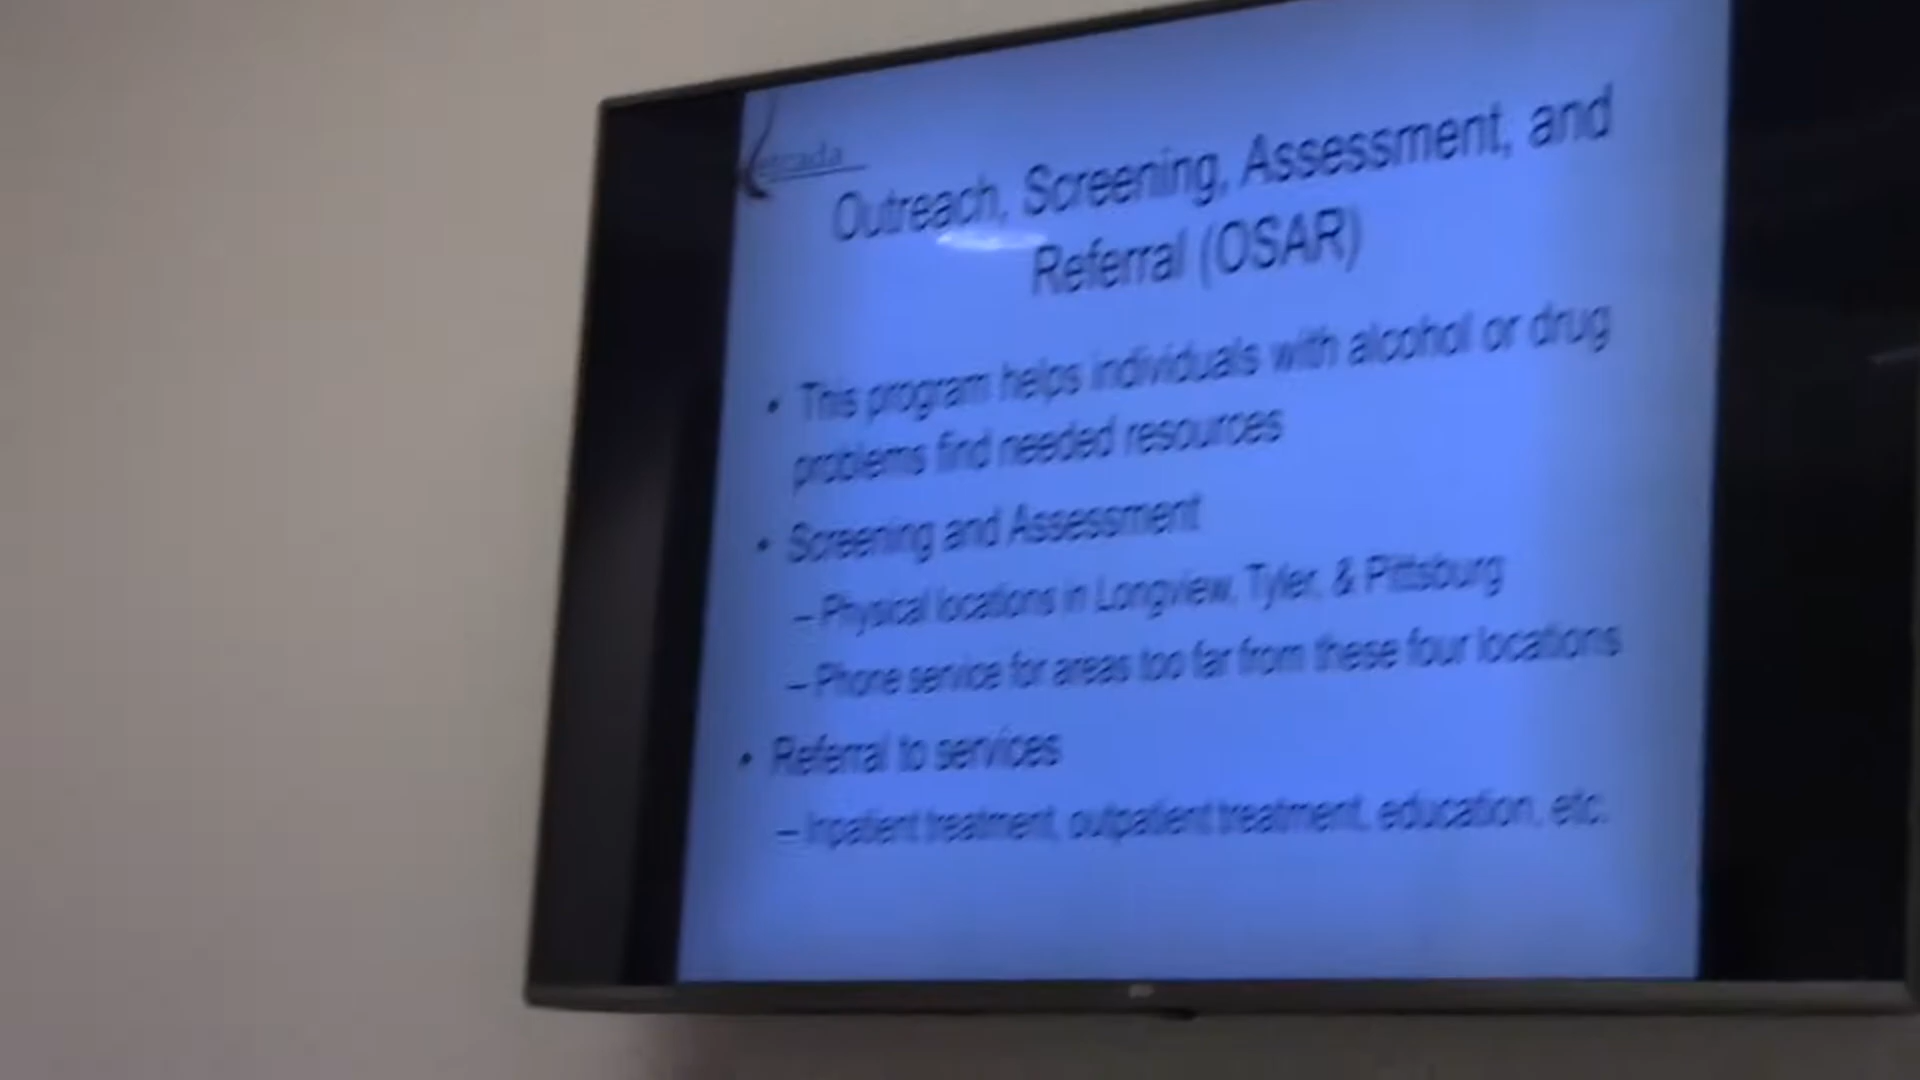 etrada
Outreach, Screening, Assessment, and
Referral (OSAR)
• This program helps individuals with alcohol or drug
problems find needed resources
• Screening and Assessment
– Physical locations in Longview, Tyler, & Pittsburg
– Phone service for areas too far from these four locations
• Referral to services
– Inpatient treatment, outpatient treatment, education, etc.